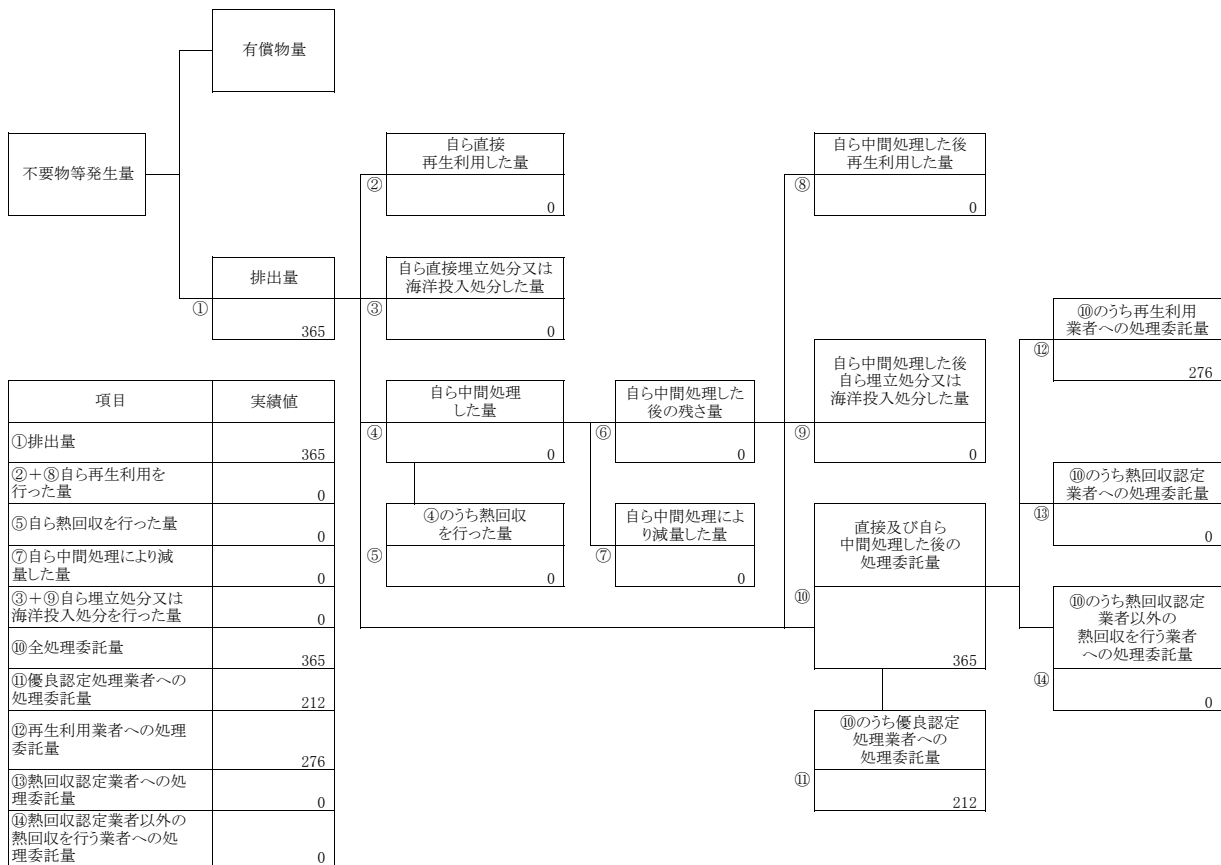 有償物量
不要物等発生量
自ら直接
再生利用した量
②
0
自ら中間処理した後
再生利用した量
⑧
0
排出量
①
365
自ら直接埋立処分又は
海洋投入処分した量
③
0
⑩のうち再生利用
業者への処理委託量
⑫
276
自ら中間処理
した量
④
0
自ら中間処理した
後の残さ量
⑥
0
自ら中間処理した後
自ら埋立処分又は
海洋投入処分した量
⑨
0
⑩のうち熱回収認定
業者への処理委託量
⑬
0
④のうち熱回収
を行った量
⑤
0
自ら中間処理によ
り減量した量
⑦
0
直接及び自ら
中間処理した後の
処理委託量
⑩
365
⑩のうち熱回収認定
業者以外の
熱回収を行う業者
への処理委託量
⑭
0
⑩のうち優良認定
処理業者への
処理委託量
⑪
212
項目 実績値
①排出量
365
②+⑧自ら再生利用を
行った量 0
⑤自ら熱回収を行った量
0
⑦自ら中間処理により減
量した量 0
③+⑨自ら埋立処分又は
海洋投入処分を行った量 0
⑩全処理委託量
365
⑪優良認定処理業者への
処理委託量 212
⑫再生利用業者への処理
委託量
276
⑬熱回収認定業者への処
理委託量 0
⑭熱回収認定業者以外の
熱回収を行う業者への処
理委託量 0